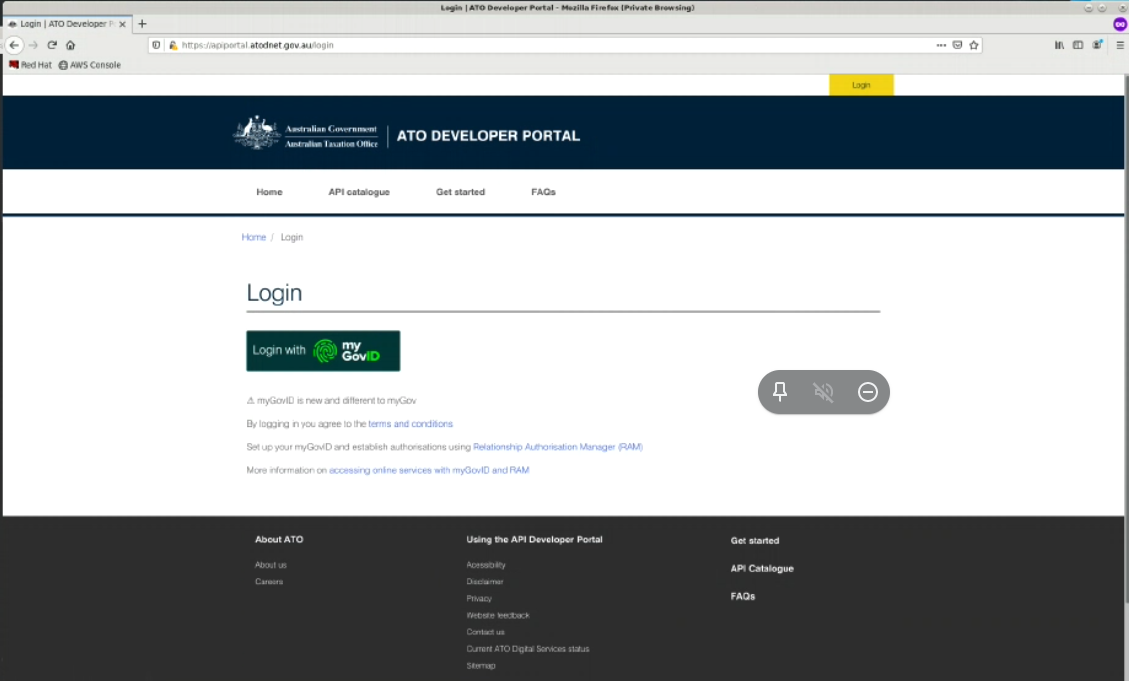 Login | ATO Developer Portal - Mozilla Firefox (Private Browsing)
Login | ATO Developer P
https://apiportal.atodnet.gov.au/login
Red Hat AWS Console
Login
Australian Government
Australian Taxation Office
ATO DEVELOPER PORTAL
Home API catalogue Get started FAQs
Home / Login
Login
Login with my GovID
⚠ myGovID is new and different to myGov
By logging in you agree to the terms and conditions
Set up your myGovID and establish authorisations using Relationship Authorisation Manager (RAM)
More information on accessing online services with myGovID and RAM
About ATO
About us
Careers
Using the API Developer Portal
Acessibility
Disclaimer
Privacy
Website feedback
Contact us
Current ATO Digital Services status
Sitemap
Get started
API Catalogue
FAQs